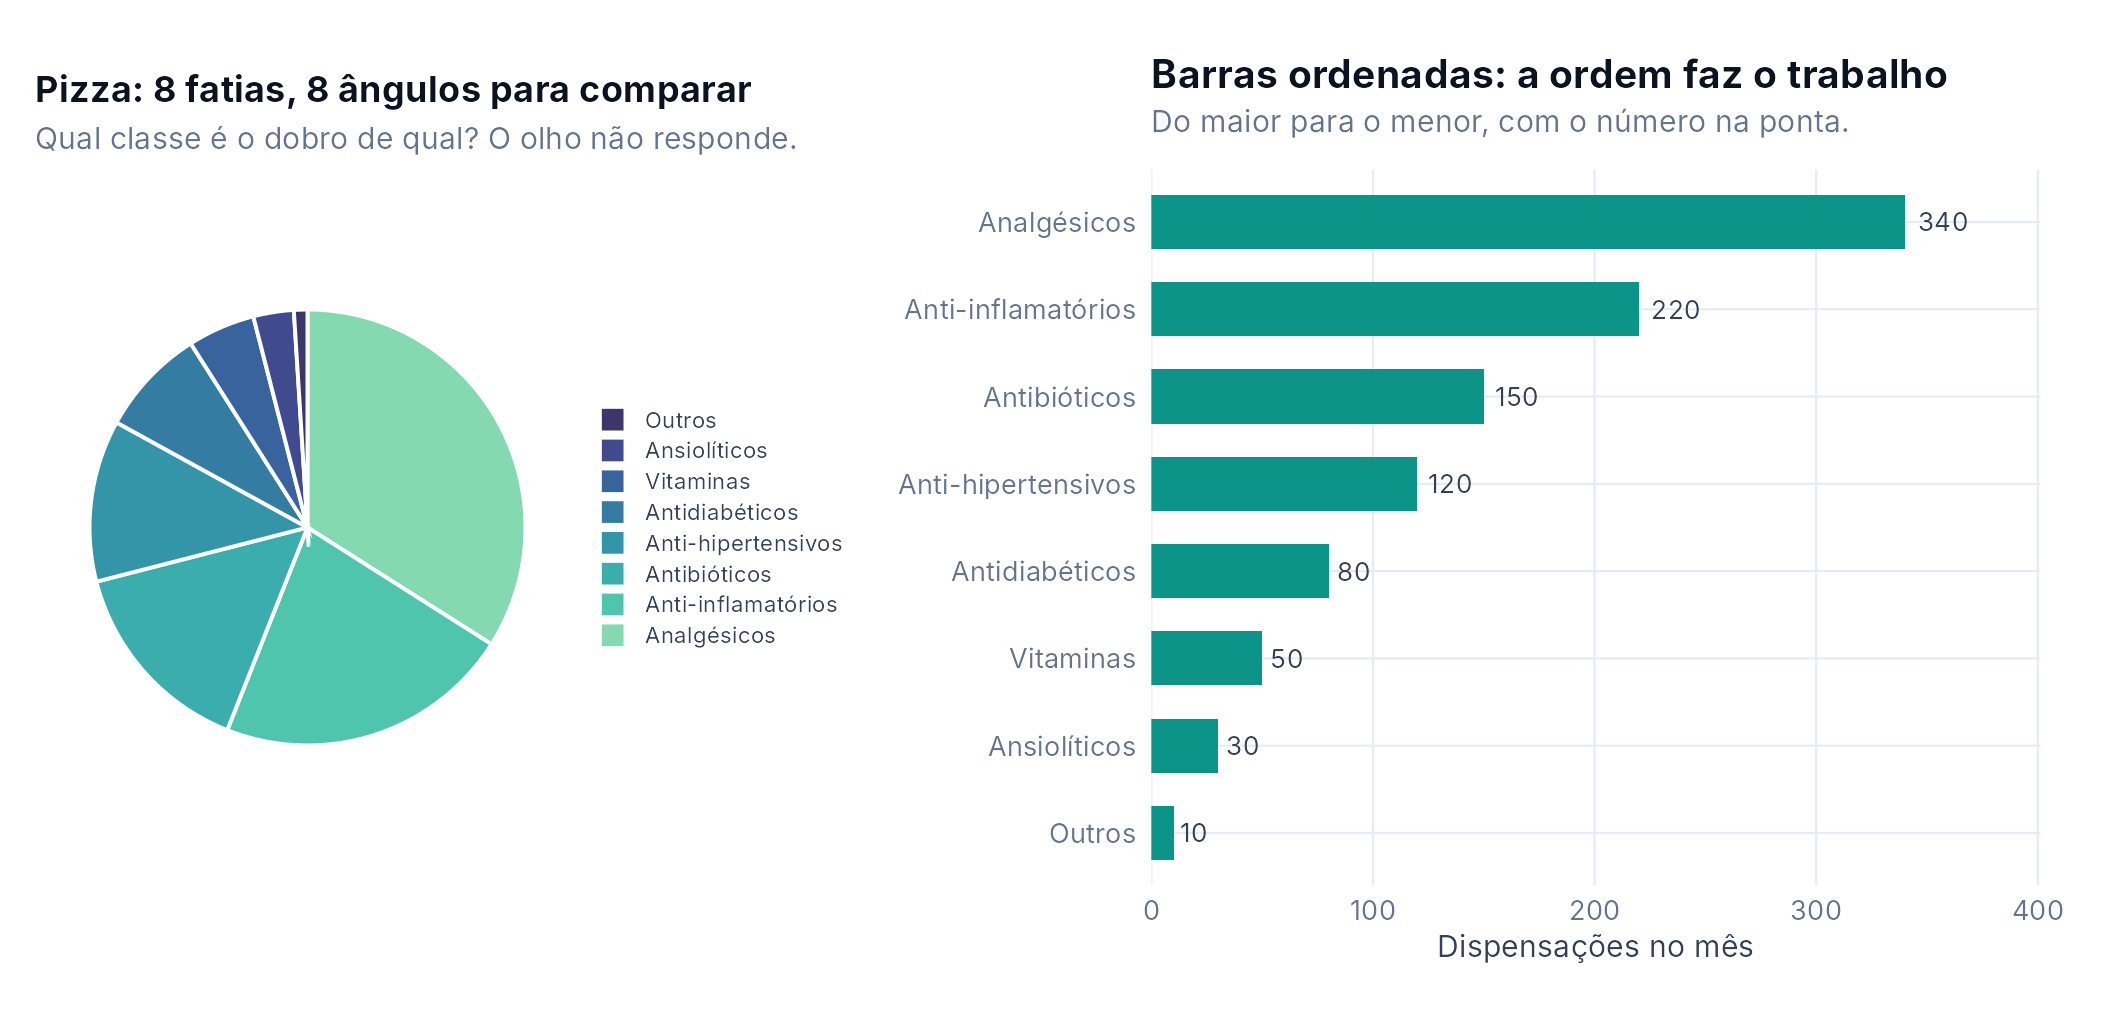 Pizza: 8 fatias, 8 ângulos para comparar
Qual classe é o dobro de qual? O olho não responde.
Outros
Ansiolíticos
Vitaminas
Antidiabéticos
Anti-hipertensivos
Antibióticos
Anti-inflamatórios
Analgésicos
Barras ordenadas: a ordem faz o trabalho
Do maior para o menor, com o número na ponta.
Analgésicos 340
Anti-inflamatórios 220
Antibióticos 150
Anti-hipertensivos 120
Antidiabéticos 80
Vitaminas 50
Ansiolíticos 30
Outros 10
0 100 200 300 400
Dispensações no mês